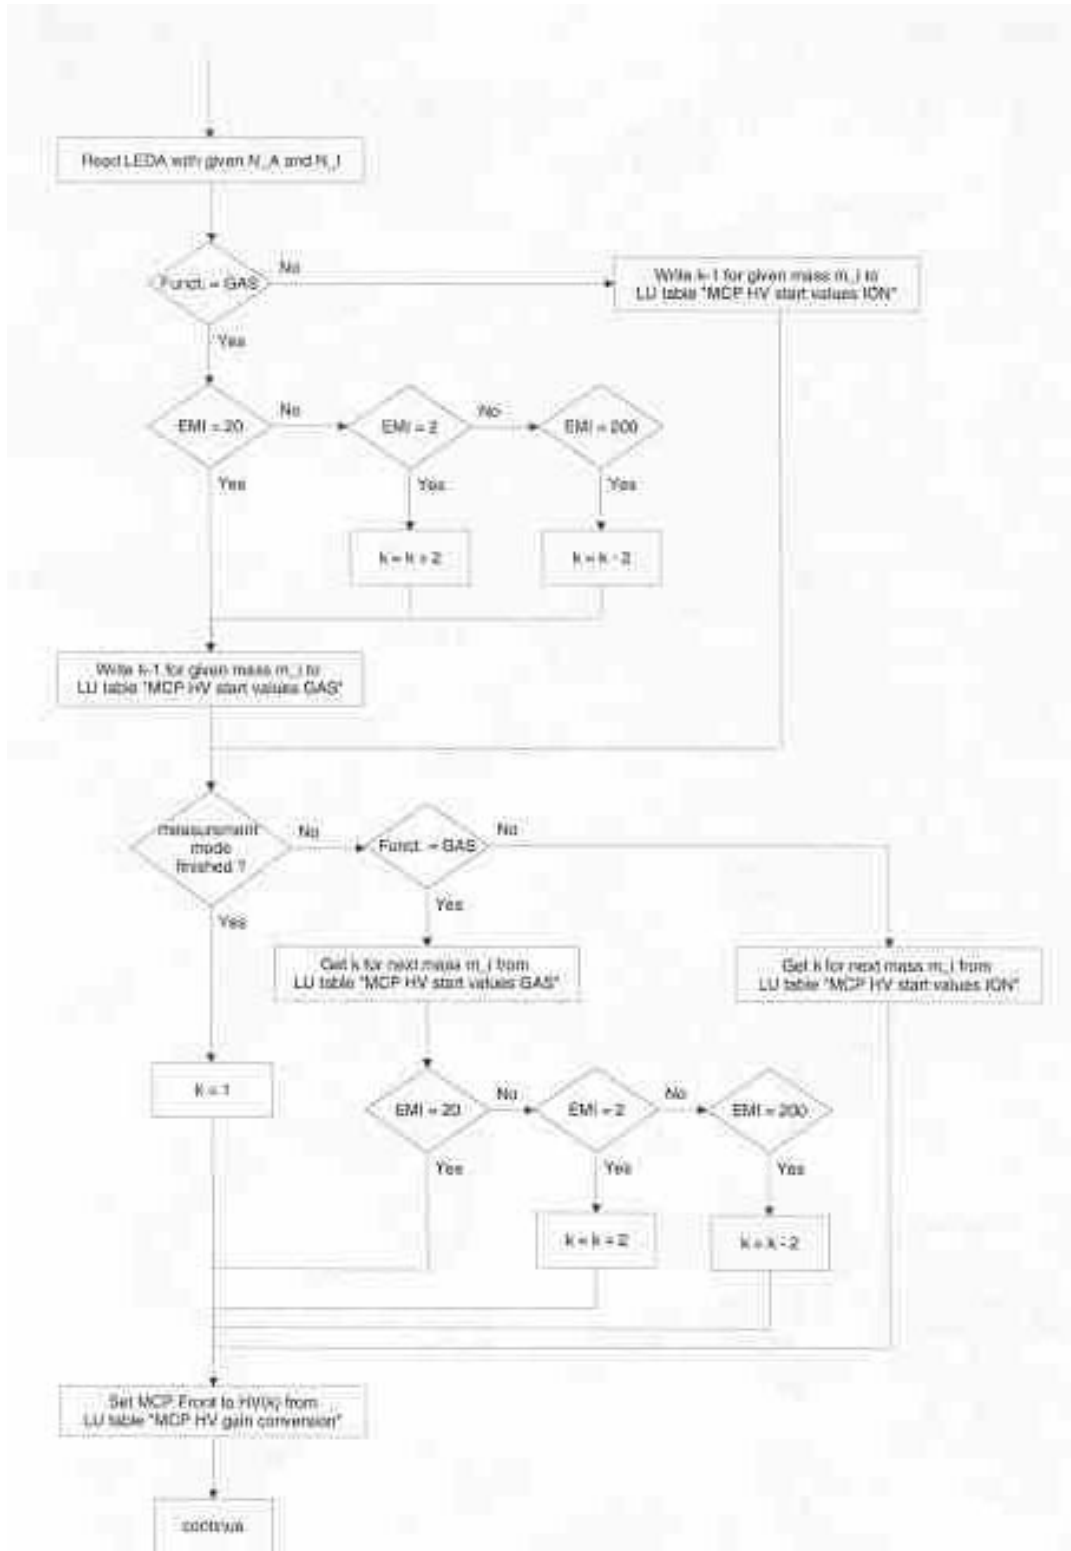 Read LEDA with given N_A and N_I
Funct. = GAS
No
Write k-1 for given mass m_i to
LU table "MCP HV start values ION"
Yes
EMI = 20
No
EMI = 2
No
EMI = 200
Yes
Yes
Yes
k = k + 2
k = k - 2
Write k-1 for given mass m_i to
LU table "MCP HV start values GAS"
measurement
mode
finished ?
No
Funct. = GAS
No
Yes
Yes
Get k for next mass m_i from
LU table "MCP HV start values GAS"
Get k for next mass m_i from
LU table "MCP HV start values ION"
k = 1
EMI = 20
No
EMI = 2
No
EMI = 200
Yes
Yes
Yes
k = k
k = k - 2
Set MCP Front to HV(k) from
LU table "MCP HV gain conversion"
continue